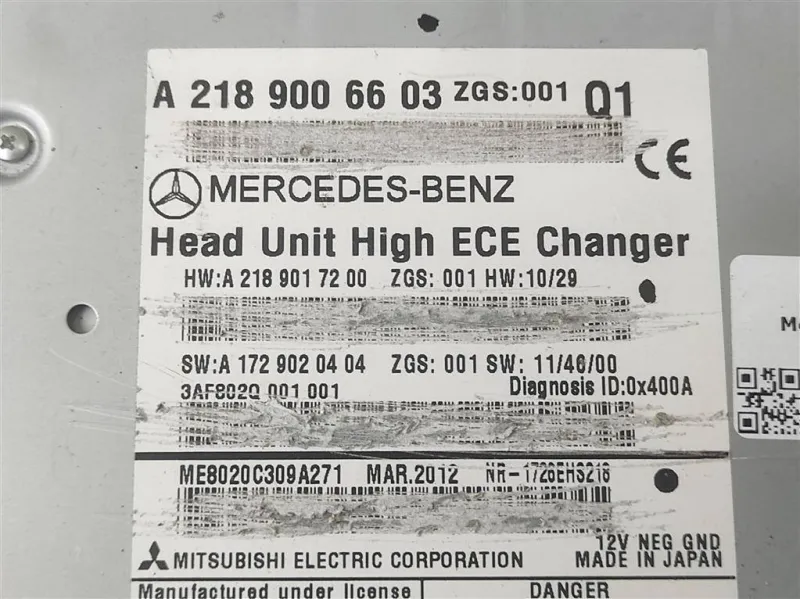 A 218 900 66 03 ZGS:001 Q1
CE
MERCEDES-BENZ
Head Unit High ECE Changer
HW:A 218 901 72 00 ZGS: 001 HW:10/29
SW:A 172 902 04 04 ZGS: 001 SW: 11/46/00
3AF802Q 001 001 Diagnosis ID:0x400A
ME8020C309A271 MAR.2012 NR-1726EHS218
12V NEG GND
MITSUBISHI ELECTRIC CORPORATION MADE IN JAPAN
Manufactured under license DANGER